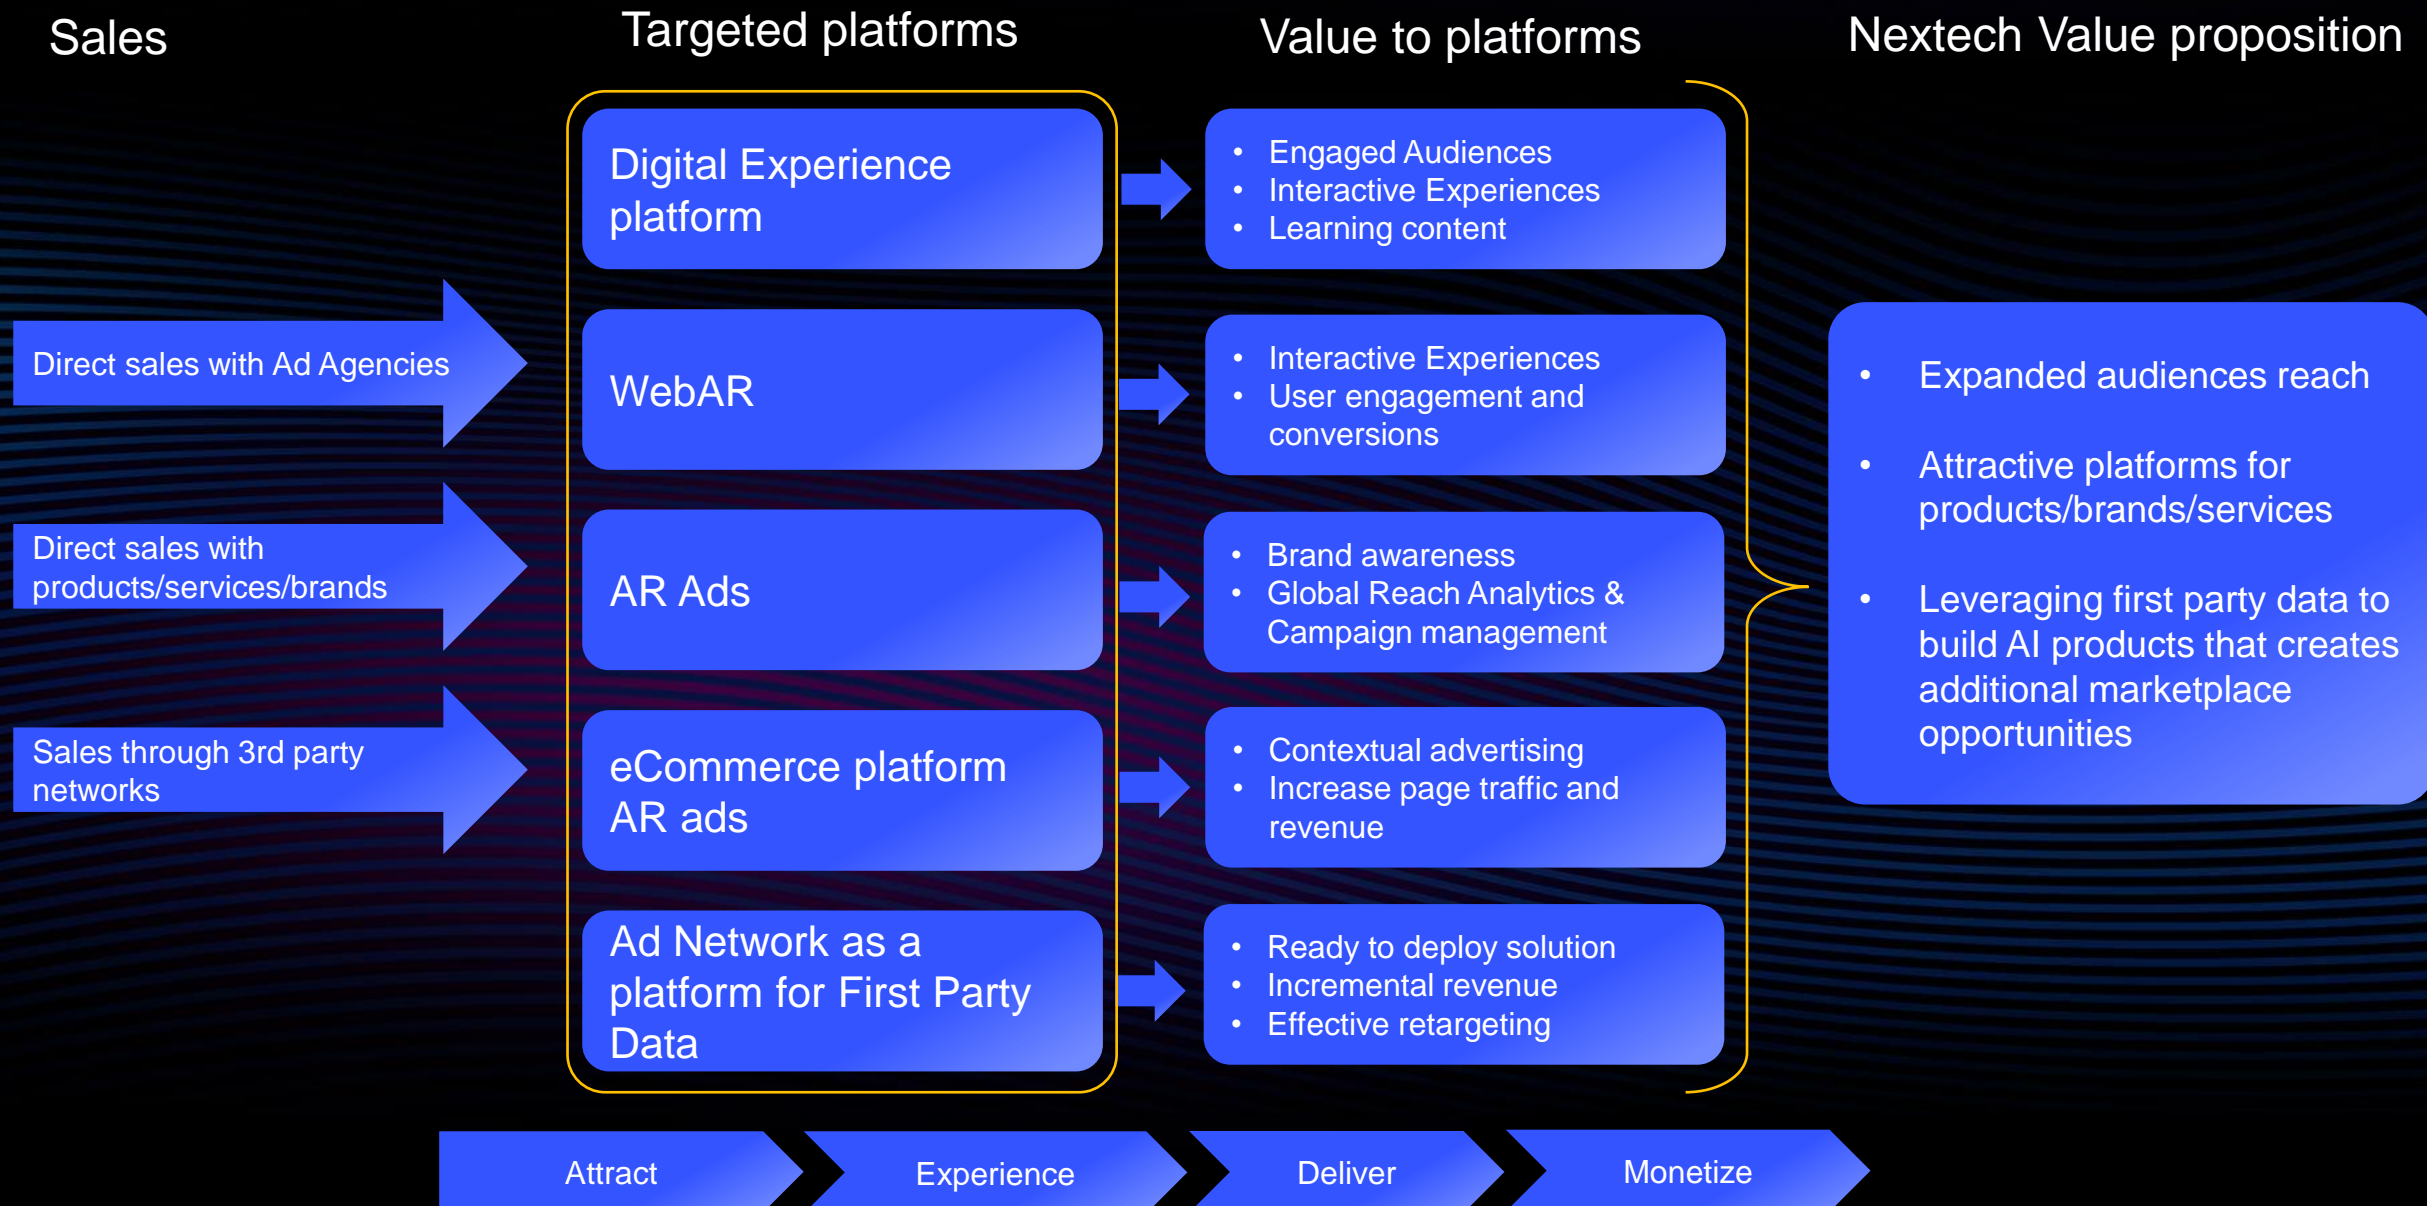 Sales
Targeted platforms
Value to platforms
Nextech Value proposition
Direct sales with Ad Agencies
Direct sales with
products/services/brands
Sales through 3rd party
networks
Digital Experience
platform
WebAR
AR Ads
eCommerce platform
AR ads
Ad Network as a
platform for First Party
Data
• Engaged Audiences
• Interactive Experiences
• Learning content
• Interactive Experiences
• User engagement and
conversions
• Brand awareness
• Global Reach Analytics &
Campaign management
• Contextual advertising
• Increase page traffic and
revenue
• Ready to deploy solution
• Incremental revenue
• Effective retargeting
• Expanded audiences reach
• Attractive platforms for
products/brands/services
• Leveraging first party data to
build AI products that creates
additional marketplace
opportunities
Attract
Experience
Deliver
Monetize